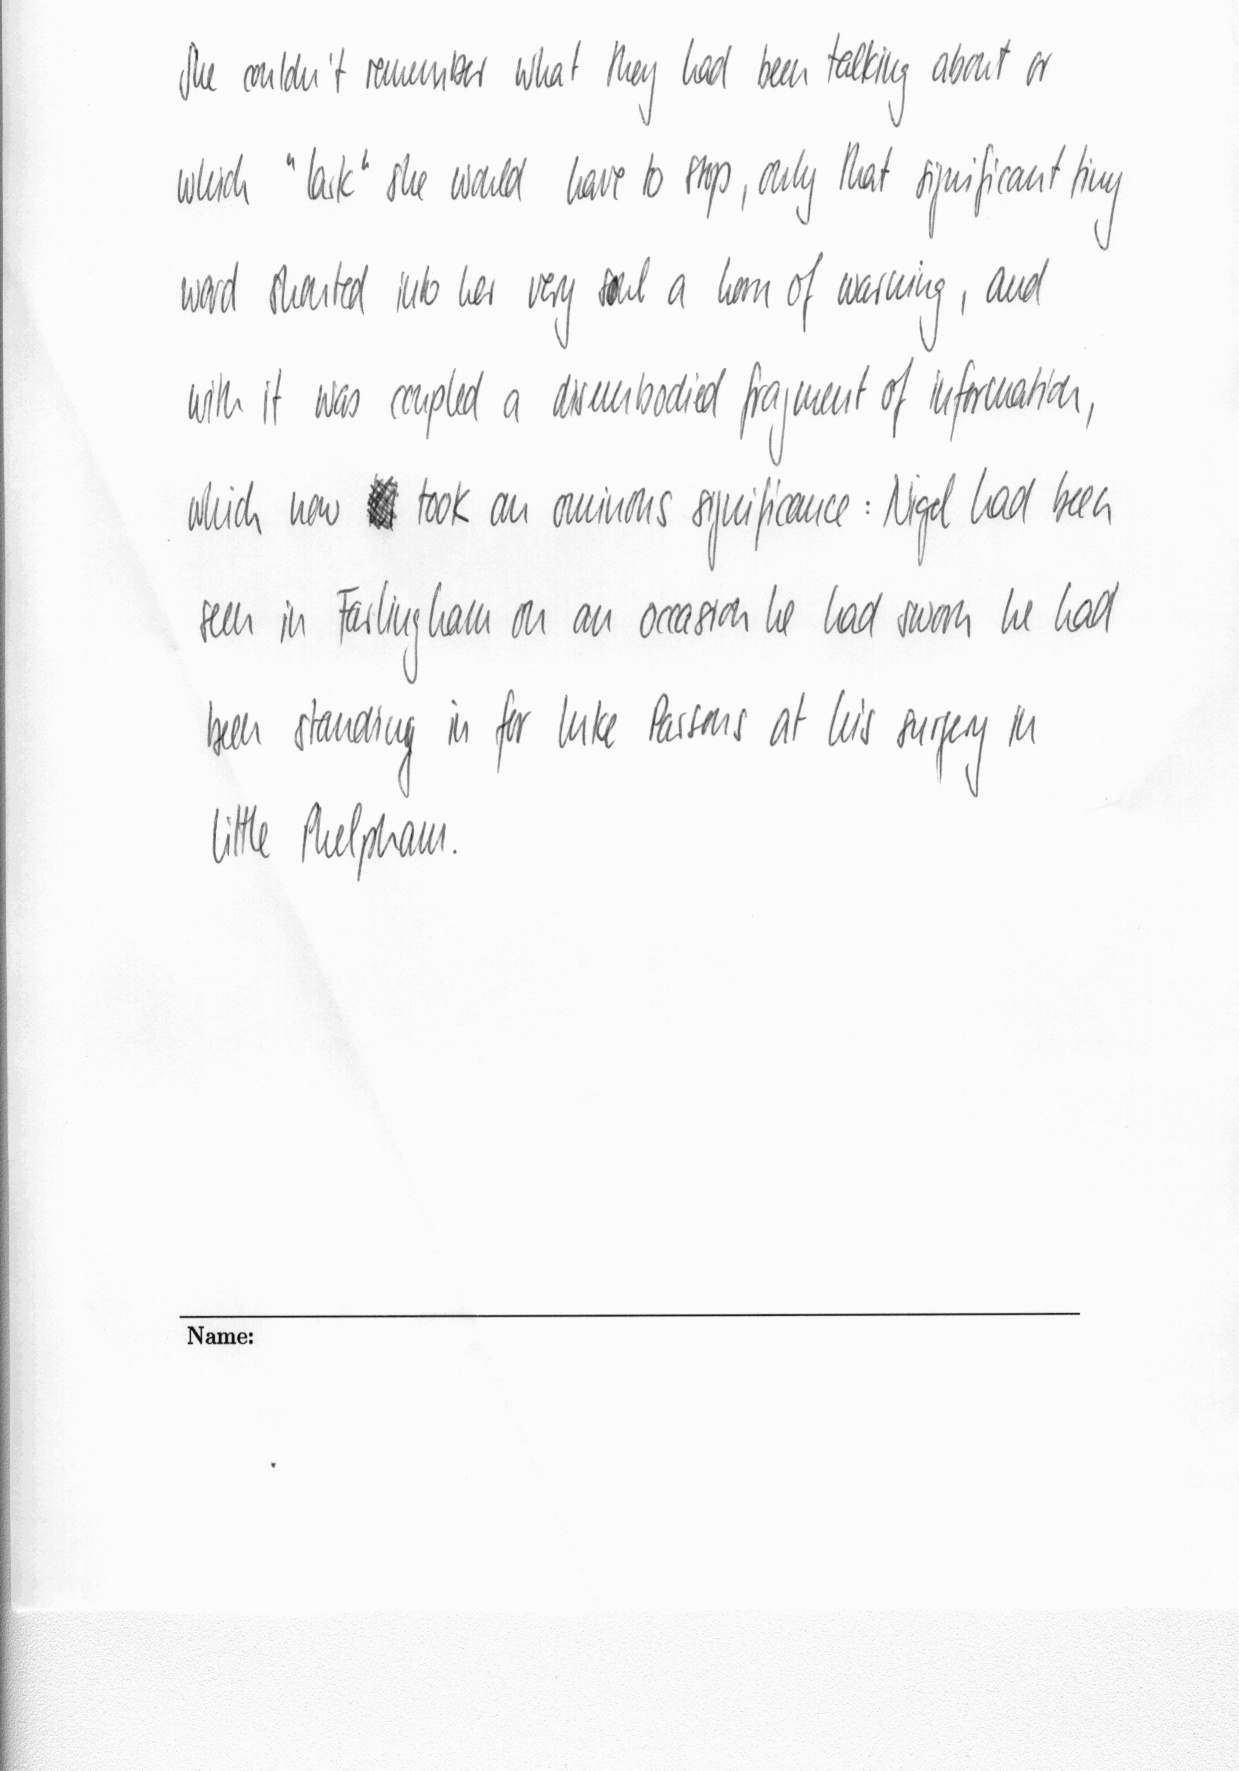 She couldn't remember what they had been talking about or
which "lark" she would have to stop, only that significant tiny
word shouted into her very soul a horn of warning, and
with it was coupled a disembodied fragment of information,
which now took an ominous significance: Nigel had been
seen in Farlingham on an occasion he had sworn he had
been standing in for Luke Parsons at his surgery in
Little Phelpham.
Name: